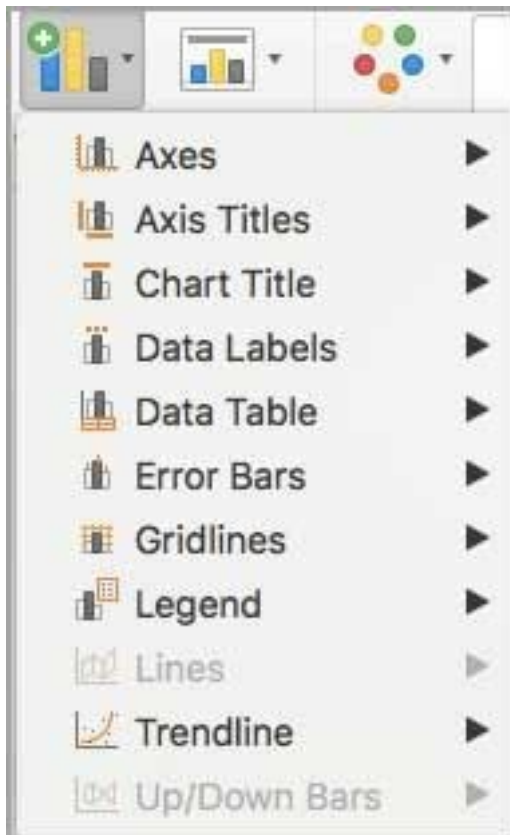 Axes
Axis Titles
Chart Title
Data Labels
Data Table
Error Bars
Gridlines
Legend
Lines
Trendline
Up/Down Bars